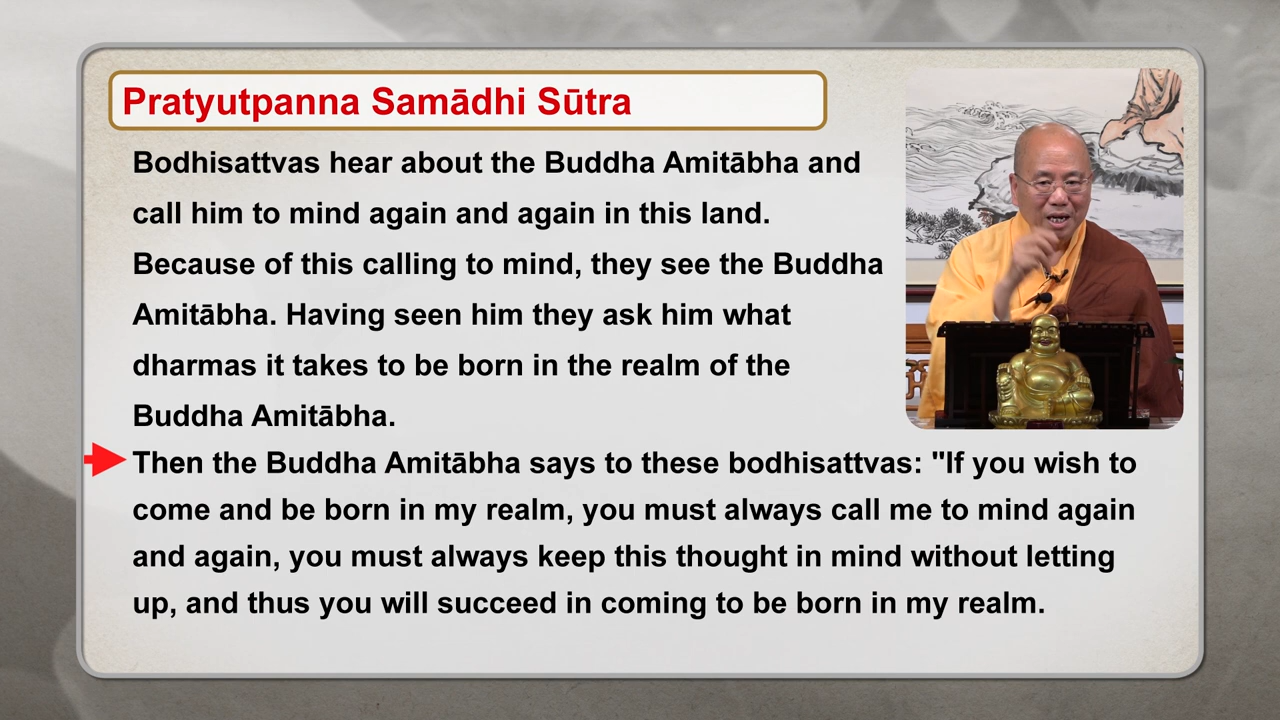 Pratyutpanna Samādhi Sūtra
Bodhisattvas hear about the Buddha Amitābha and
call him to mind again and again in this land.
Because of this calling to mind, they see the Buddha
Amitābha. Having seen him they ask him what
dharmas it takes to be born in the realm of the
Buddha Amitābha.
Then the Buddha Amitābha says to these bodhisattvas: "If you wish to
come and be born in my realm, you must always call me to mind again
and again, you must always keep this thought in mind without letting
up, and thus you will succeed in coming to be born in my realm.